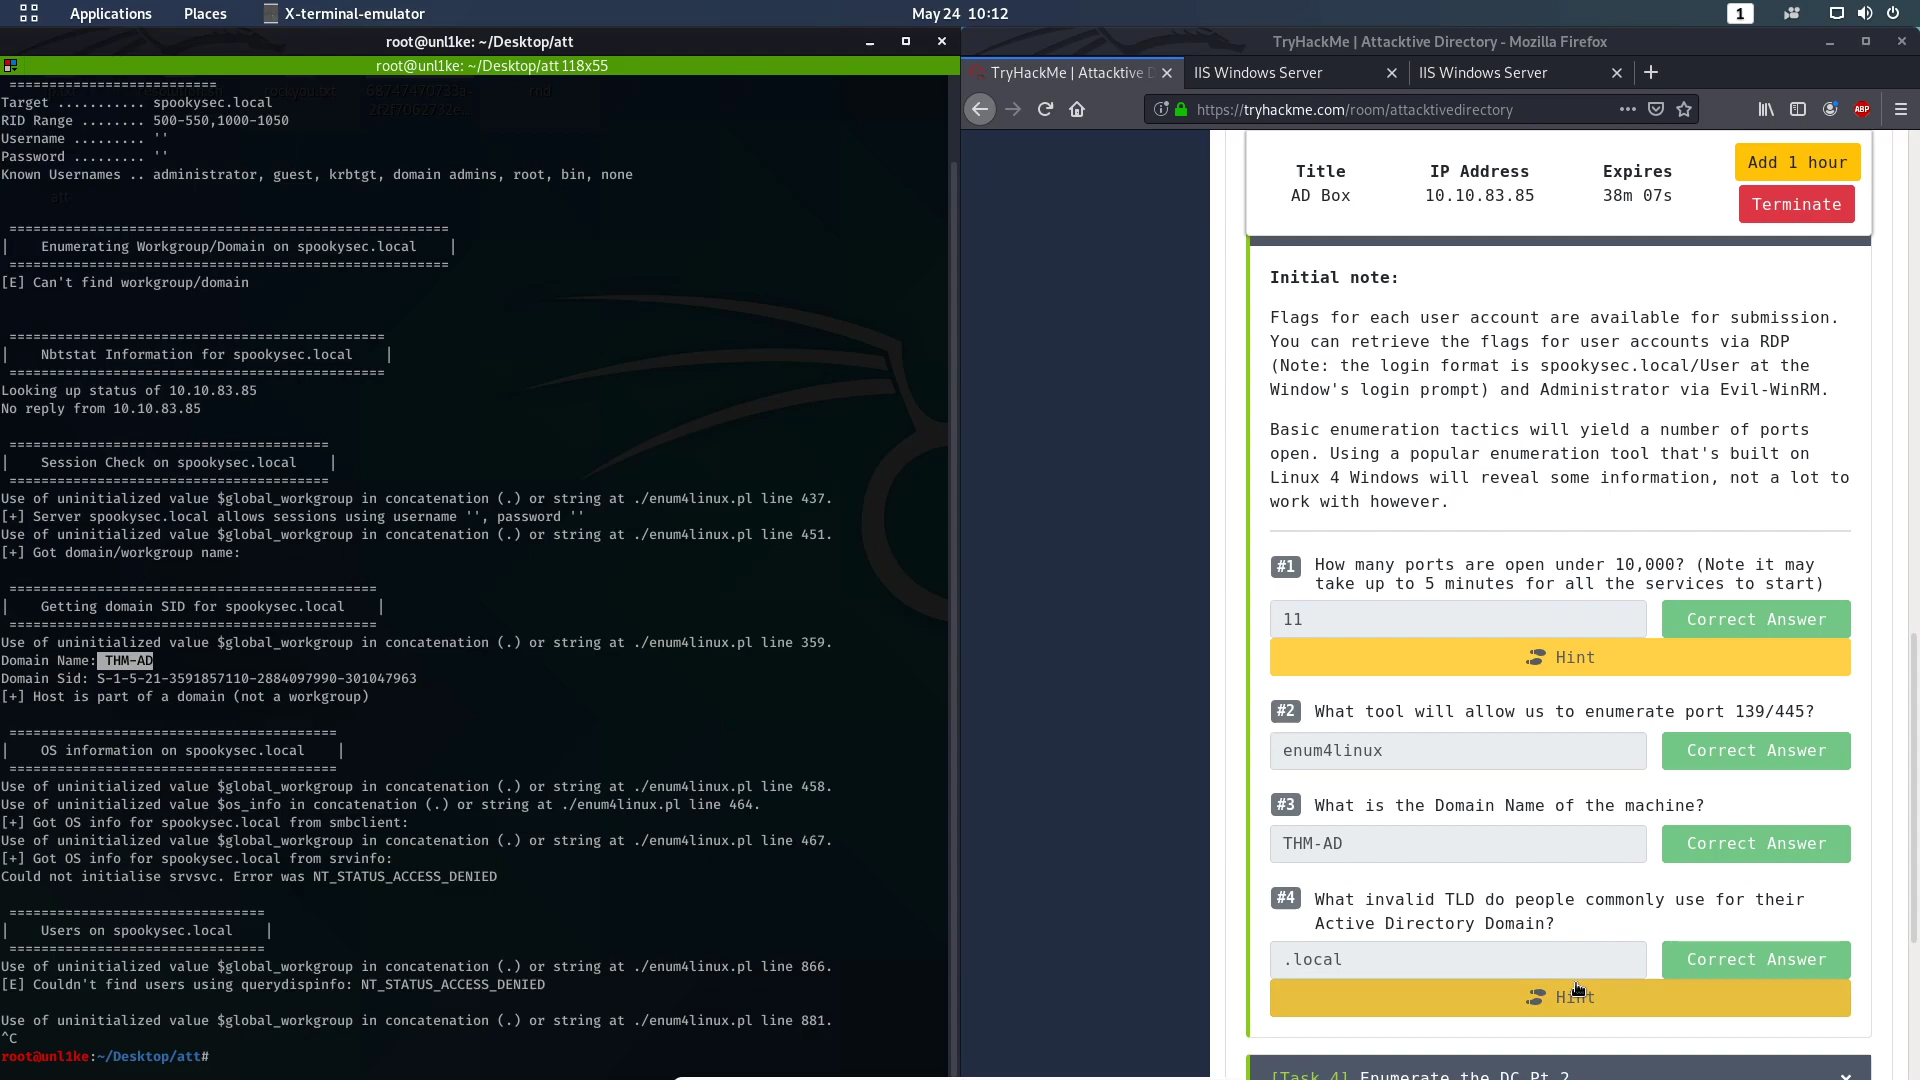 Applications
Places
X-terminal-emulator
May 24 10:12
1
root@unl1ke: ~/Desktop/att
root@unl1ke: ~/Desktop/att 118x55
==========================
Target ........... spookysec.local
RID Range ........ 500-550,1000-1050
Username ......... ''
Password ......... ''
Known Usernames .. administrator, guest, krbtgt, domain admins, root, bin, none
=======================================================
|    Enumerating Workgroup/Domain on spookysec.local    |
=======================================================
[E] Can't find workgroup/domain
===============================================
|    Nbtstat Information for spookysec.local    |
===============================================
Looking up status of 10.10.83.85
No reply from 10.10.83.85
========================================
|    Session Check on spookysec.local    |
========================================
Use of uninitialized value $global_workgroup in concatenation (.) or string at ./enum4linux.pl line 437.
[+] Server spookysec.local allows sessions using username '', password ''
Use of uninitialized value $global_workgroup in concatenation (.) or string at ./enum4linux.pl line 451.
[+] Got domain/workgroup name:
==============================================
|    Getting domain SID for spookysec.local    |
==============================================
Use of uninitialized value $global_workgroup in concatenation (.) or string at ./enum4linux.pl line 359.
Domain Name: THM-AD
Domain Sid: S-1-5-21-3591857110-2884097990-301047963
[+] Host is part of a domain (not a workgroup)
=========================================
|    OS information on spookysec.local    |
=========================================
Use of uninitialized value $global_workgroup in concatenation (.) or string at ./enum4linux.pl line 458.
Use of uninitialized value $os_info in concatenation (.) or string at ./enum4linux.pl line 464.
[+] Got OS info for spookysec.local from smbclient:
Use of uninitialized value $global_workgroup in concatenation (.) or string at ./enum4linux.pl line 467.
[+] Got OS info for spookysec.local from srvinfo:
Could not initialise srvsvc. Error was NT_STATUS_ACCESS_DENIED
================================
|    Users on spookysec.local    |
================================
Use of uninitialized value $global_workgroup in concatenation (.) or string at ./enum4linux.pl line 866.
[E] Couldn't find users using querydispinfo: NT_STATUS_ACCESS_DENIED
Use of uninitialized value $global_workgroup in concatenation (.) or string at ./enum4linux.pl line 881.
^C
root@unl1ke:~/Desktop/att#
TryHackMe | Attacktive Directory - Mozilla Firefox
TryHackMe | Attacktive D
IIS Windows Server
IIS Windows Server
https://tryhackme.com/room/attacktivedirectory
ABP
Title
IP Address
Expires
AD Box
10.10.83.85
38m 07s
Add 1 hour
Terminate
Initial note:
Flags for each user account are available for submission.
You can retrieve the flags for user accounts via RDP
(Note: the login format is spookysec.local/User at the
Window's login prompt) and Administrator via Evil-WinRM.
Basic enumeration tactics will yield a number of ports
open. Using a popular enumeration tool that's built on
Linux 4 Windows will reveal some information, not a lot to
work with however.
#1 How many ports are open under 10,000? (Note it may
take up to 5 minutes for all the services to start)
11
Correct Answer
Hint
#2 What tool will allow us to enumerate port 139/445?
enum4linux
Correct Answer
#3 What is the Domain Name of the machine?
THM-AD
Correct Answer
#4 What invalid TLD do people commonly use for their
Active Directory Domain?
.local
Correct Answer
Hint
[Task 4] Enumerate the DC Pt 2